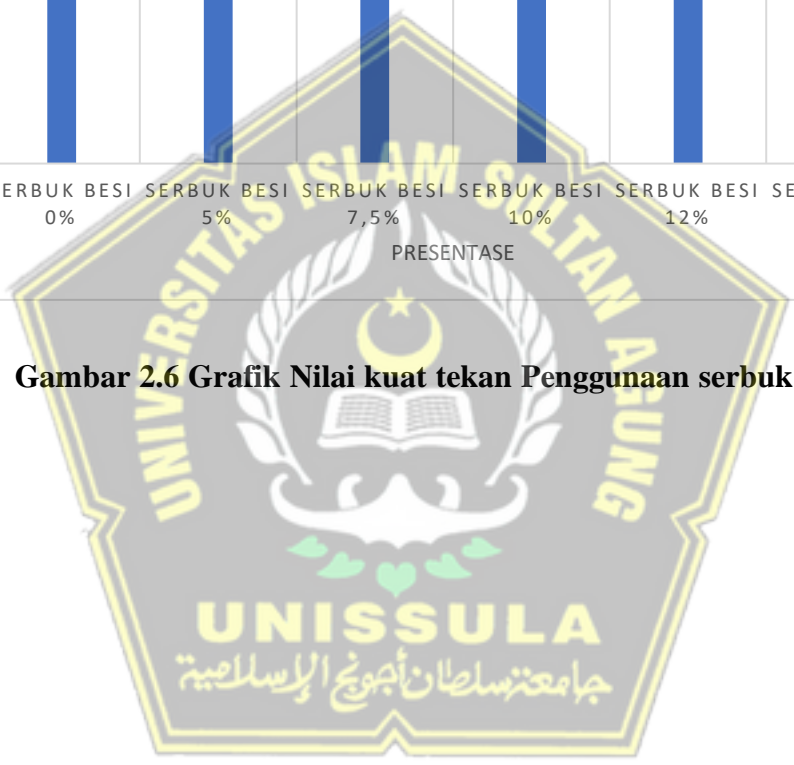 ERBUK BESI SERBUK BESI SERBUK BESI SERBUK BESI SERBUK BESI SE
0% 5% 7,5% 10% 12%
PRESENTASE
Gambar 2.6 Grafik Nilai kuat tekan Penggunaan serbuk
UNIVERSITAS ISLAM SULTAN AGUNG
UNISSULA
جامعة سلطان أجونج الإسلامية